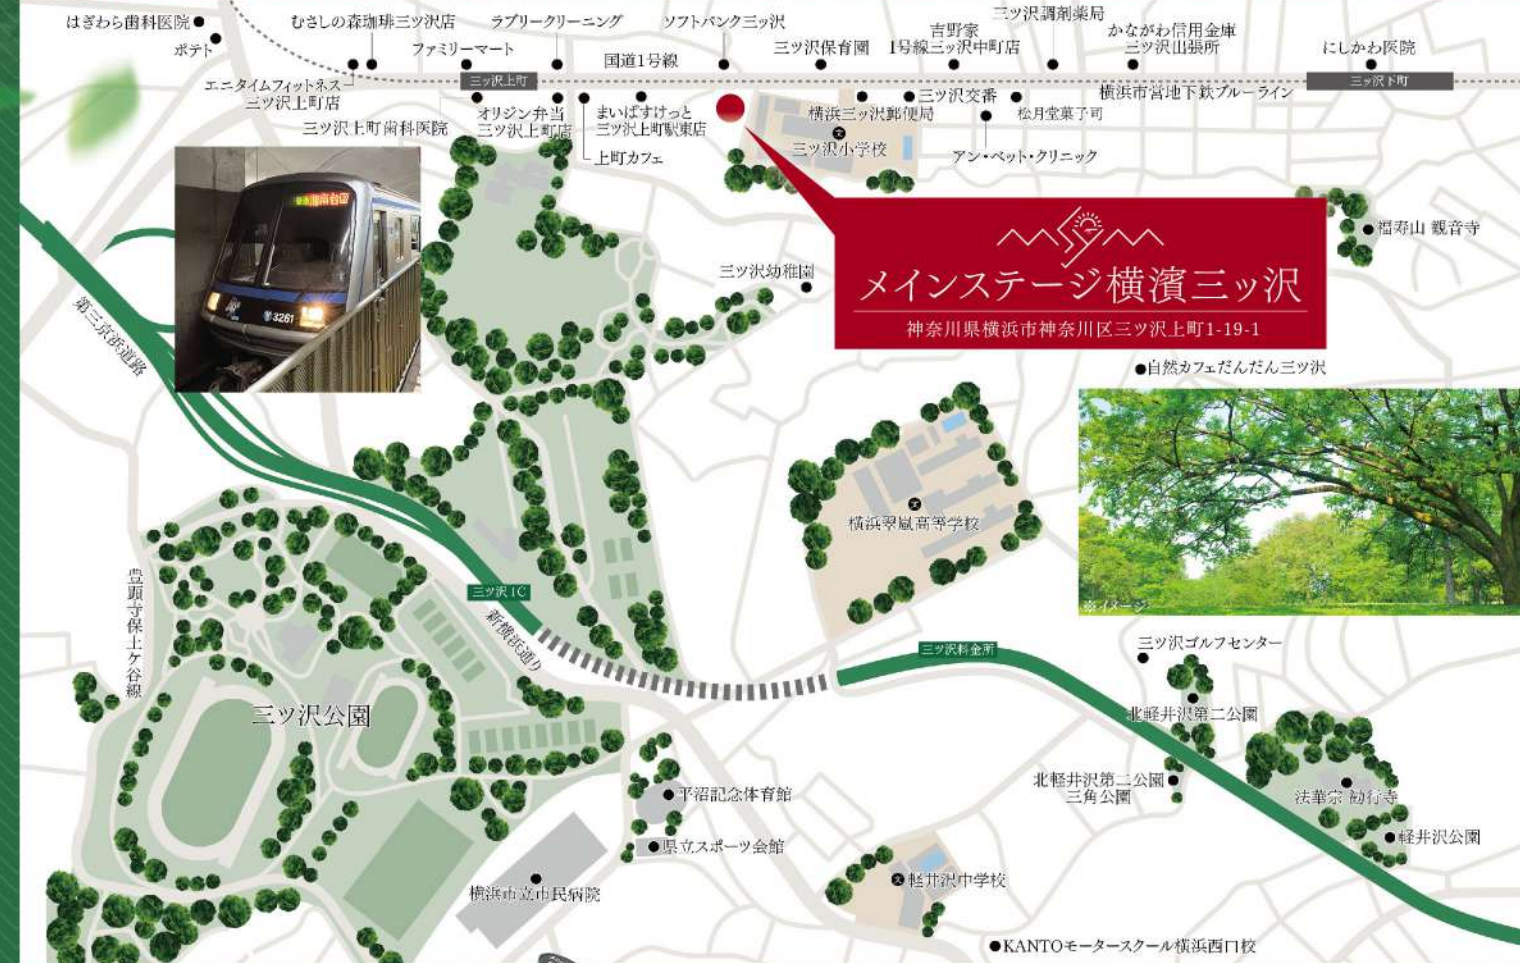 はぎわら歯科医院
むさしの森珈琲三ツ沢店
ラブリークリーニング
ソフトバンク三ッ沢
三ツ沢調剤薬局
ポテト
ファミリーマート
国道1号線
三ツ沢保育園
吉野家
1号線三ッ沢中町店
かながわ信用金庫
三ツ沢出張所
にしかわ医院
エニタイムフィットネス
三ツ沢上町店
三ッ沢上町
三ッ沢下町
三ツ沢上町歯科医院
オリジン弁当
三ツ沢上町店
まいばすけっと
三ツ沢上町駅東店
上町カフェ
横浜三ッ沢郵便局
三ツ沢交番
松月堂菓子司
横浜市営地下鉄ブルーライン
文
三ツ沢小学校
アン・ベット・クリニック
福寿山 観音寺
三ツ沢幼稚園
メインステージ横濱三ッ沢
神奈川県横浜市神奈川区三ツ沢上町1-19-1
3261
第三京浜道路
自然カフェだんだん三ツ沢
文
横浜翠嵐高等学校
※イメージ
三ツ沢IC
新横浜通り
豊顕寺保土ケ谷線
三ツ沢料金所
三ツ沢ゴルフセンター
三ツ沢公園
北軽井沢第二公園
北軽井沢第二公園
三角公園
平沼記念体育館
法華宗 勧行寺
県立スポーツ会館
軽井沢公園
横浜市立市民病院
文
軽井沢中学校
KANTOモータースクール横浜西口校